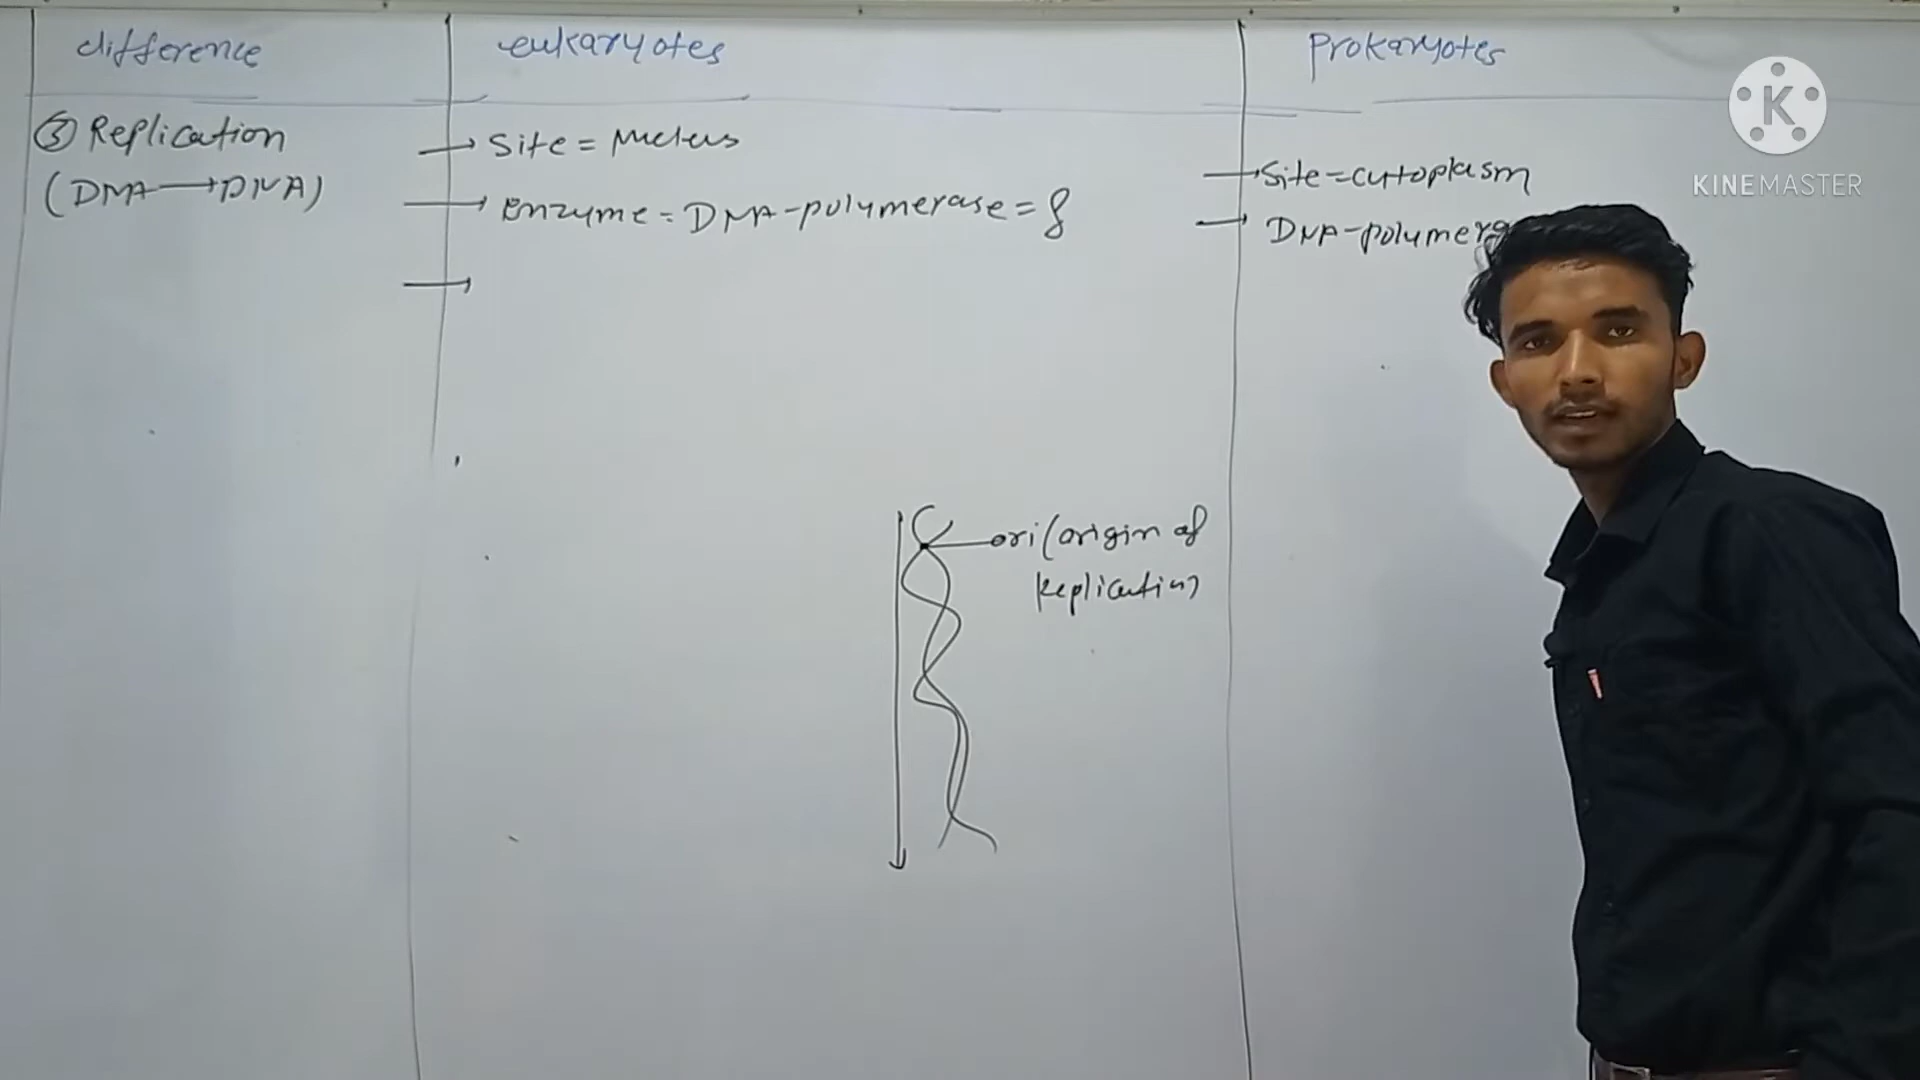 difference eukaryotes Prokaryotes
③ Replication
(DNA → DNA)
→ Site = Nucleus
→ enzyme = DNA-polymerase = δ
→
→ Site = cytoplasm
→ DNA-polymera
ori (origin of
Replication)
K
KINEMASTER